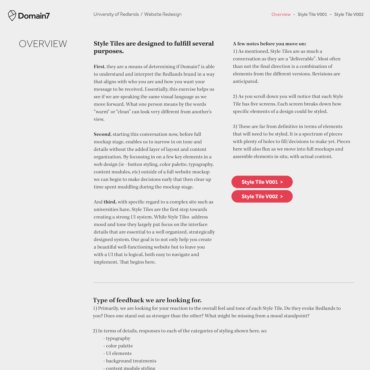 Domain7
University of Redlands / Website Redesign
Overview - Style Tile V001 - Style Tile V002
OVERVIEW
Style Tiles are designed to fulfill several
purposes.
First, they are a means of determining if Domain7 is able
to understand and interpret the Redlands brand in a way
that aligns with who you are and how you want your
message to be received. Essentially, this exercise helps us
see if we are speaking the same visual language as we
move forward. What one person means by the words
"warm" or "clean" can look very different from another's
view.
Second, starting this conversation now, before full
mockup stage, enables us to narrow in on tone and
details without the added layer of layout and content
organization. By focussing in on a few key elements in a
web design (ie - button styling, color palette, typography,
content modules, etc) outside of a full website mockup
we can begin to make decisions early that then clear up
time spent muddling during the mockup stage.
And third, with specific regard to a complex site such as
universities have, Style Tiles are the first step towards
creating a strong UI system. While Style Tiles address
mood and tone they largely put focus on the interface
details that are essential to a well organized, strategically
designed system. Our goal is to not only help you create
a beautiful well-functioning website but to leave you
with a UI that is logical, both easy to navigate and
implement. That begins here.
A few notes before you move on:
1) As mentioned, Style Tiles are as much a
conversation as they are a "deliverable". Most often
than not the final direction is a combination of
elements from the different versions. Revisions are
anticipated.
2) As you scroll down you will notice that each Style
Tile has five screens. Each screen breaks down how
specific elements of a design could be styled.
3) These are far from definitive in terms of elements
that will need to be styled. It is a spectrum of pieces
with plenty of holes to fill/decisions to make yet. Pieces
here will also flex as we move into full mockups and
assemble elements in situ, with actual content.
Style Tile V001 >
Style Tile V002 >
Type of feedback we are looking for.
1) Primarily, we are looking for your reaction to the overall feel and tone of each Style Tile. Do they evoke Redlands to
you? Does one stand out as stronger than the other? What might be missing from a mood standpoint?
2) In terms of details, responses to each of the categories of styling shown here, so:
- typography
- color palette
- UI elements
- background treatments
- content module styling